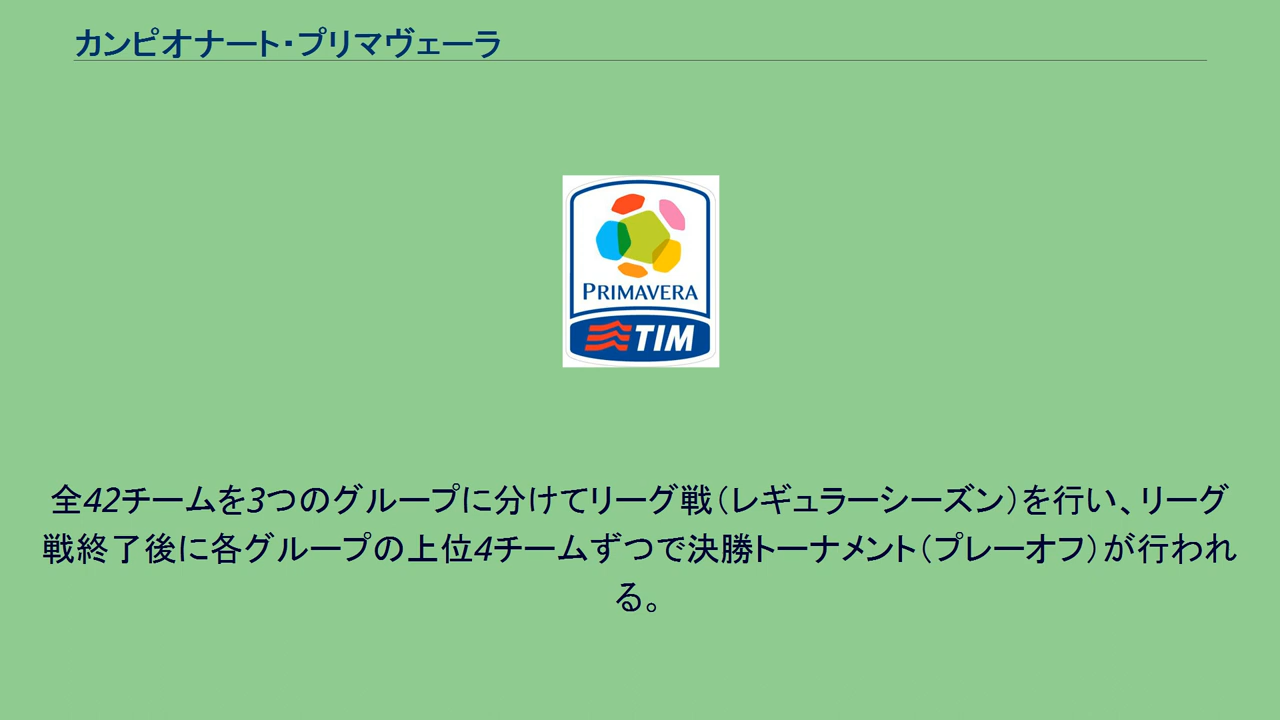 カンピオナート・プリマヴェーラ
PRIMAVERA
TIM
全42チームを3つのグループに分けてリーグ戦（レギュラーシーズン）を行い、リーグ
戦終了後に各グループの上位4チームずつで決勝トーナメント（プレーオフ）が行われ
る。